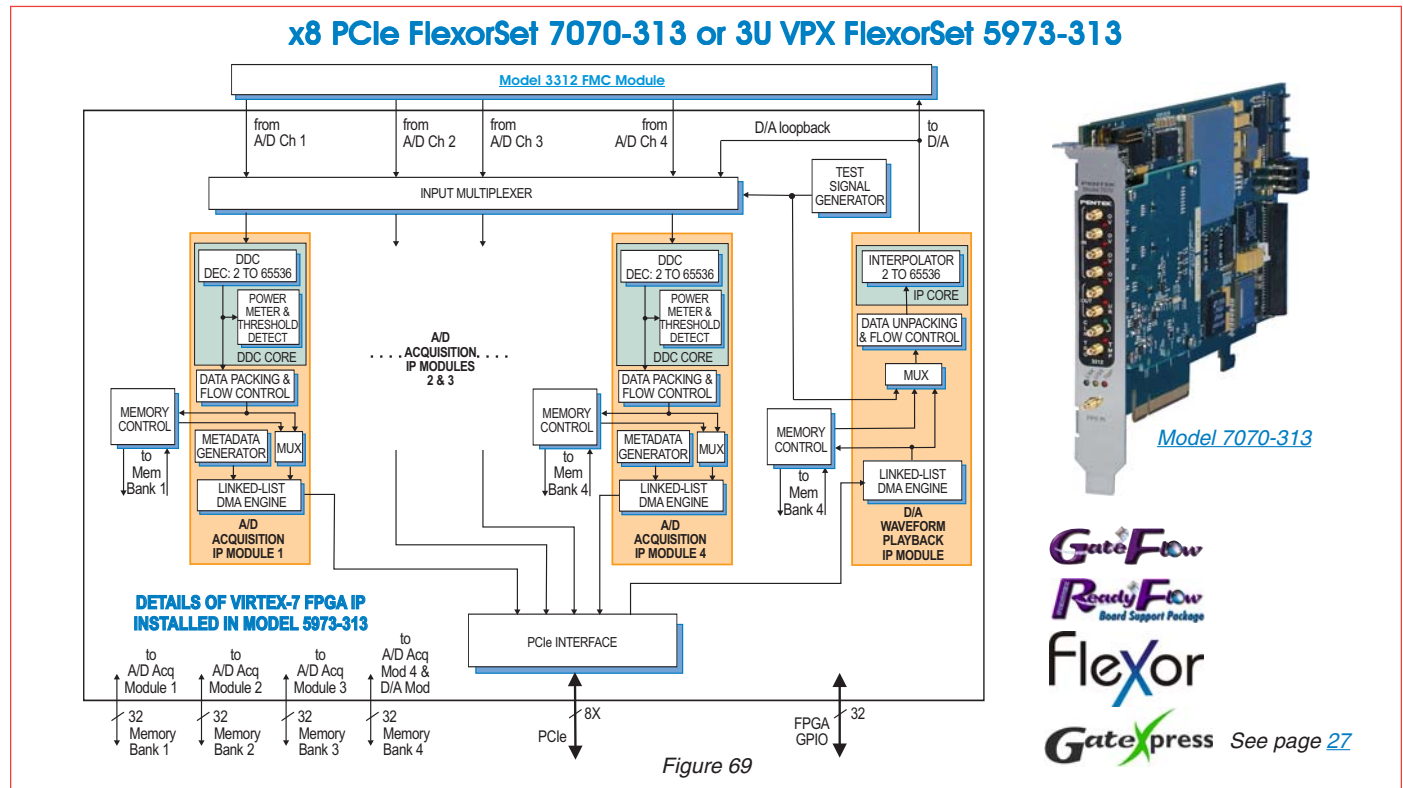 x8 PCIe FlexorSet 7070-313 or 3U VPX FlexorSet 5973-313
Model 3312 FMC Module
from
A/D Ch 1
from
A/D Ch 2
from
A/D Ch 3
from
A/D Ch 4
D/A loopback
to
D/A
INPUT MULTIPLEXER
TEST
SIGNAL
GENERATOR
DDC
DEC: 2 TO 65536
POWER
METER &
THRESHOLD
DETECT
DDC CORE
DATA PACKING &
FLOW CONTROL
MEMORY
CONTROL
METADATA
GENERATOR
MUX
to
Mem
Bank 1
LINKED-LIST
DMA ENGINE
A/D
ACQUISITION
IP MODULE 1
A/D
. . . . ACQUISITION. . . .
IP MODULES
2 & 3
DDC
DEC: 2 TO 65536
POWER
METER &
THRESHOLD
DETECT
DDC CORE
DATA PACKING &
FLOW CONTROL
MEMORY
CONTROL
METADATA
GENERATOR
MUX
to
Mem
Bank 4
LINKED-LIST
DMA ENGINE
A/D
ACQUISITION
IP MODULE 4
INTERPOLATOR
2 TO 65536
IP CORE
DATA UNPACKING
& FLOW CONTROL
MUX
MEMORY
CONTROL
to
Mem
Bank 4
LINKED-LIST
DMA ENGINE
D/A
WAVEFORM
PLAYBACK
IP MODULE
DETAILS OF VIRTEX-7 FPGA IP
INSTALLED IN MODEL 5973-313
PCIe INTERFACE
to
A/D Acq
Module 1
to
A/D Acq
Module 2
to
A/D Acq
Module 3
to
A/D Acq
Mod 4 &
D/A Mod
32
Memory
Bank 1
32
Memory
Bank 2
32
Memory
Bank 3
32
Memory
Bank 4
8X
PCIe
32
FPGA
GPIO
Figure 69
PENTEK
Model 7070
PENTEK
3312
Model 7070-313
GateFlow
ReadyFlow
Board Support Package
Flexor
GateXpress
See page 27